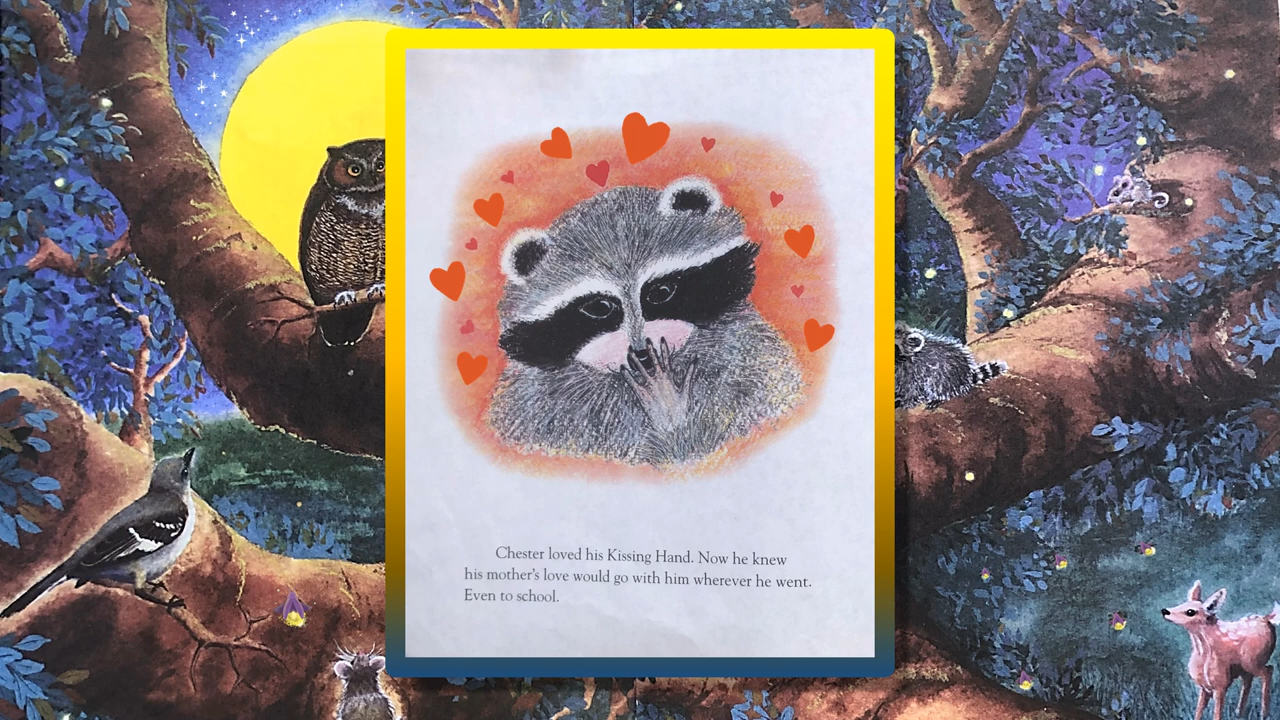 Chester loved his Kissing Hand. Now he knew
his mother's love would go with him wherever he went.
Even to school.